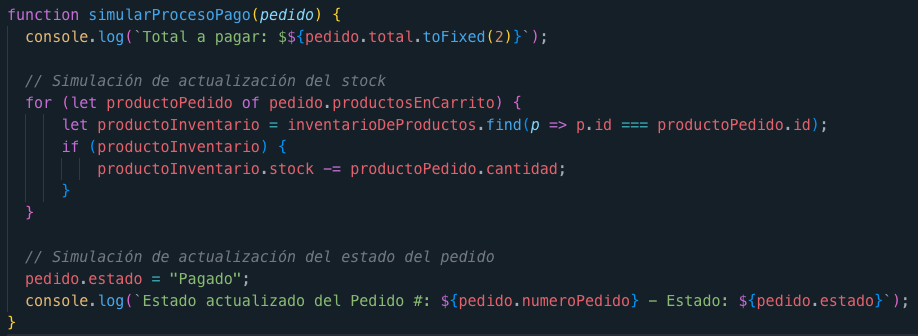 function simularProcesoPago(pedido) {
  console.log(`Total a pagar: $${pedido.total.toFixed(2)}`);

  // Simulación de actualización del stock
  for (let productoPedido of pedido.productosEnCarrito) {
      let productoInventario = inventarioDeProductos.find(p => p.id === productoPedido.id);
      if (productoInventario) {
          productoInventario.stock -= productoPedido.cantidad;
      }
  }

  // Simulación de actualización del estado del pedido
  pedido.estado = "Pagado";
  console.log(`Estado actualizado del Pedido #: ${pedido.numeroPedido} - Estado: ${pedido.estado}`);
}